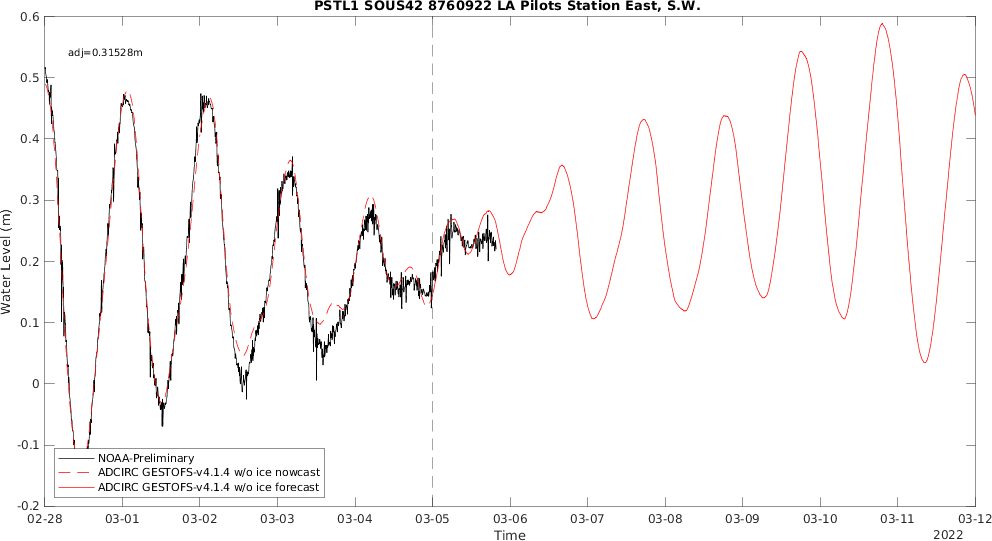 PSTL1 SOUS42 8760922 LA Pilots Station East, S.W.
0.6
adj=0.31528m
0.5
0.4
0.3
0.2
0.1
0
-0.1
-0.2
Water Level (m)
NOAA-Preliminary
ADCIRC GESTOFS-v4.1.4 w/o ice nowcast
ADCIRC GESTOFS-v4.1.4 w/o ice forecast
02-28 03-01 03-02 03-03 03-04 03-05 03-06 03-07 03-08 03-09 03-10 03-11 03-12
Time
2022